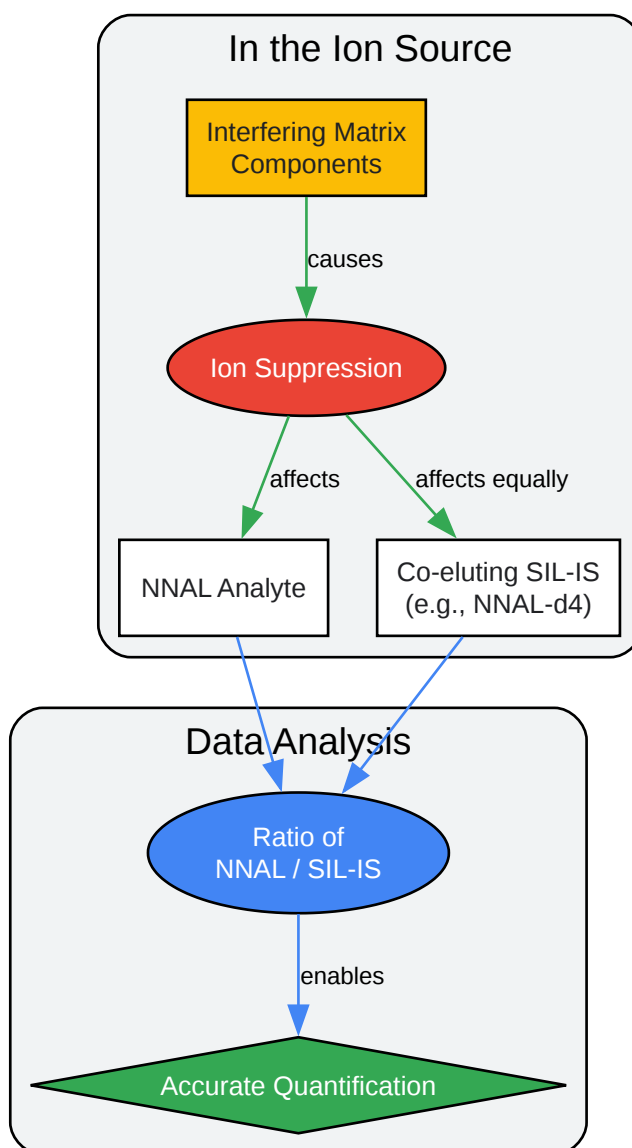 In the Ion Source
Interfering Matrix
Components
causes
Ion Suppression
affects
affects equally
NNAL Analyte
Co-eluting SIL-IS
(e.g., NNAL-d4)
Data Analysis
Ratio of
NNAL / SIL-IS
enables
Accurate Quantification